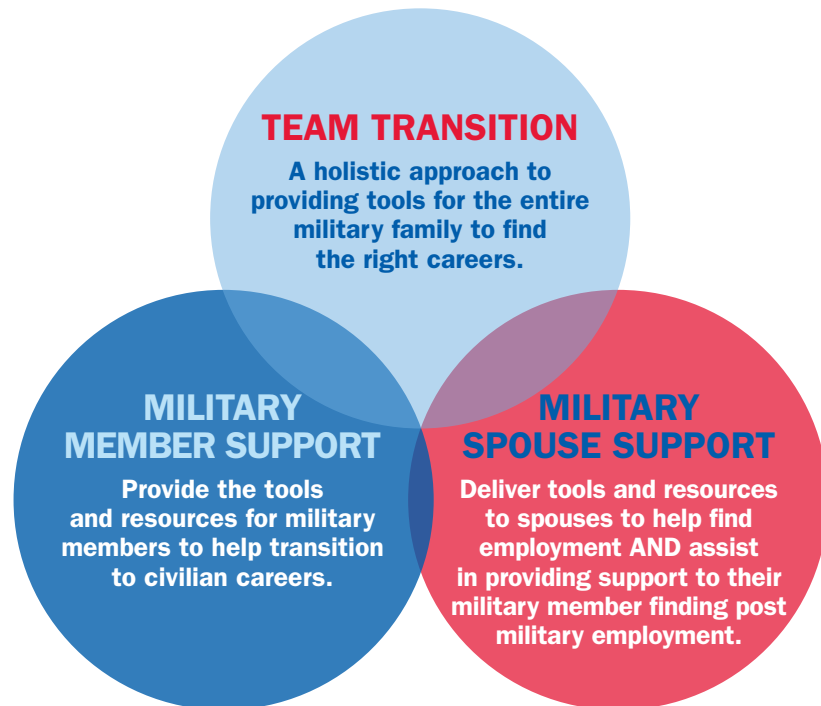 TEAM TRANSITION
A holistic approach to
providing tools for the entire
military family to find
the right careers.
MILITARY
MEMBER SUPPORT
Provide the tools
and resources for military
members to help transition
to civilian careers.
MILITARY
SPOUSE SUPPORT
Deliver tools and resources
to spouses to help find
employment AND assist
in providing support to their
military member finding post
military employment.